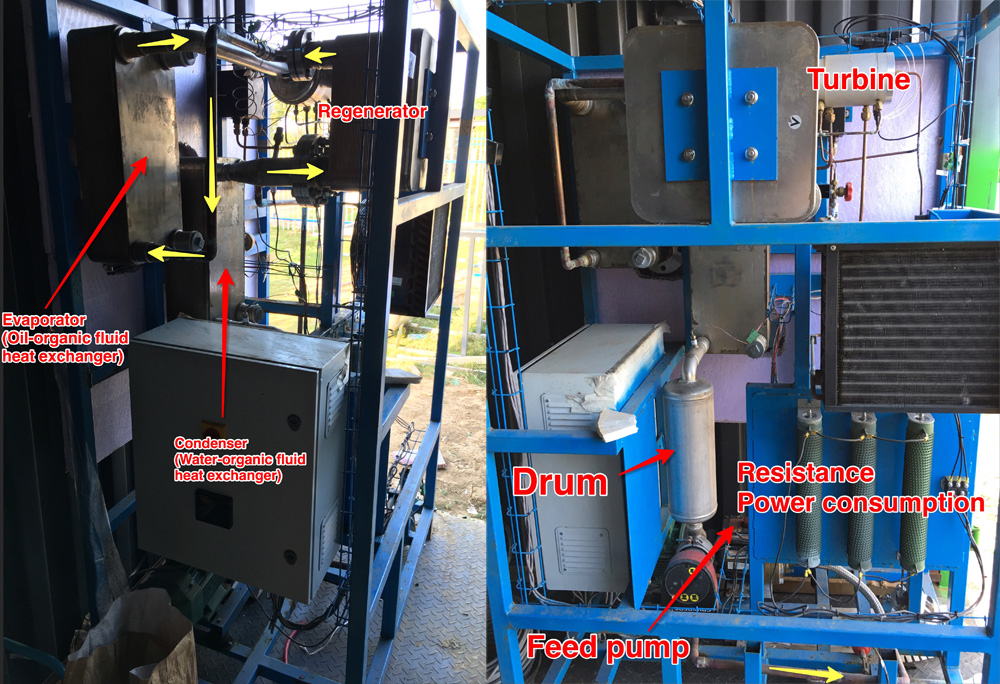 Regenerator
Evaporator
(Oil-organic fluid
heat exchanger)
Condenser
(Water-organic fluid
heat exchanger)
Turbine
Drum
Resistance
Power consumption
Feed pump